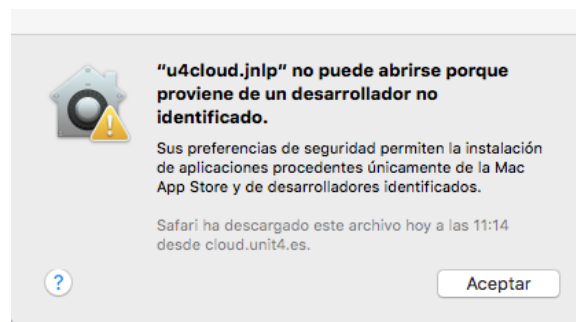 “u4cloud.jnlp” no puede abrirse porque
proviene de un desarrollador no
identificado.
Sus preferencias de seguridad permiten la instalación
de aplicaciones procedentes únicamente de la Mac
App Store y de desarrolladores identificados.
Safari ha descargado este archivo hoy a las 11:14
desde cloud.unit4.es.
?
Aceptar